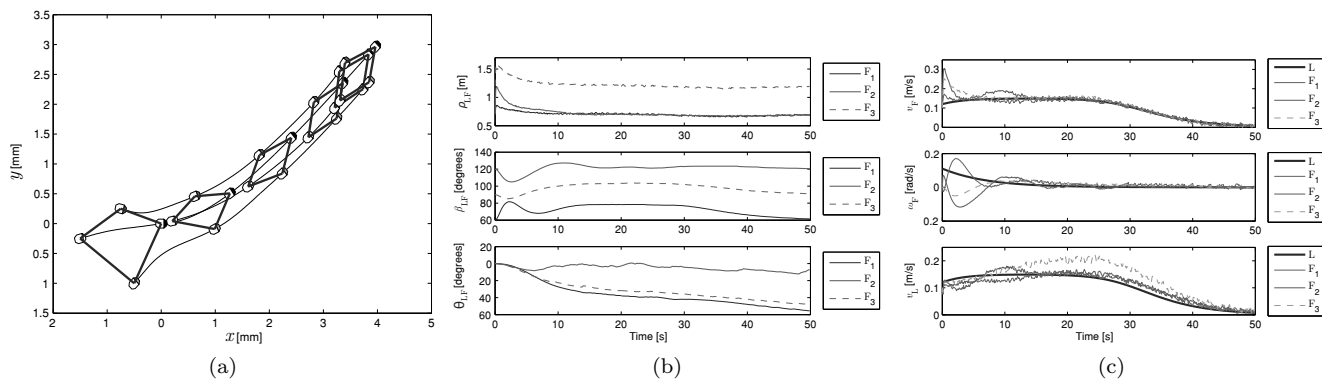 3.5
3
2.5
2
1.5
1
0.5
0
0.5
1
1.5
y [mm]
2 1 0 1 2 3 4 5
x [mm]
(a)
1.5
1
0.5
ρLF [m]
0 10 20 30 40 50
F1
F2
F3
140
120
100
80
60
βLF [degrees]
0 10 20 30 40 50
F1
F2
F3
20
0
20
40
60
θLF [degrees]
0 10 20 30 40 50
Time [s]
F1
F2
F3
(b)
0.3
0.2
0.1
0
vF [m/s]
0 10 20 30 40 50
L
F1
F2
F3
0.2
0
0.2
ωF [rad/s]
0 10 20 30 40 50
L
F1
F2
F3
0.2
0.1
0
vL [m/s]
0 10 20 30 40 50
Time [s]
L
F1
F2
F3
(c)